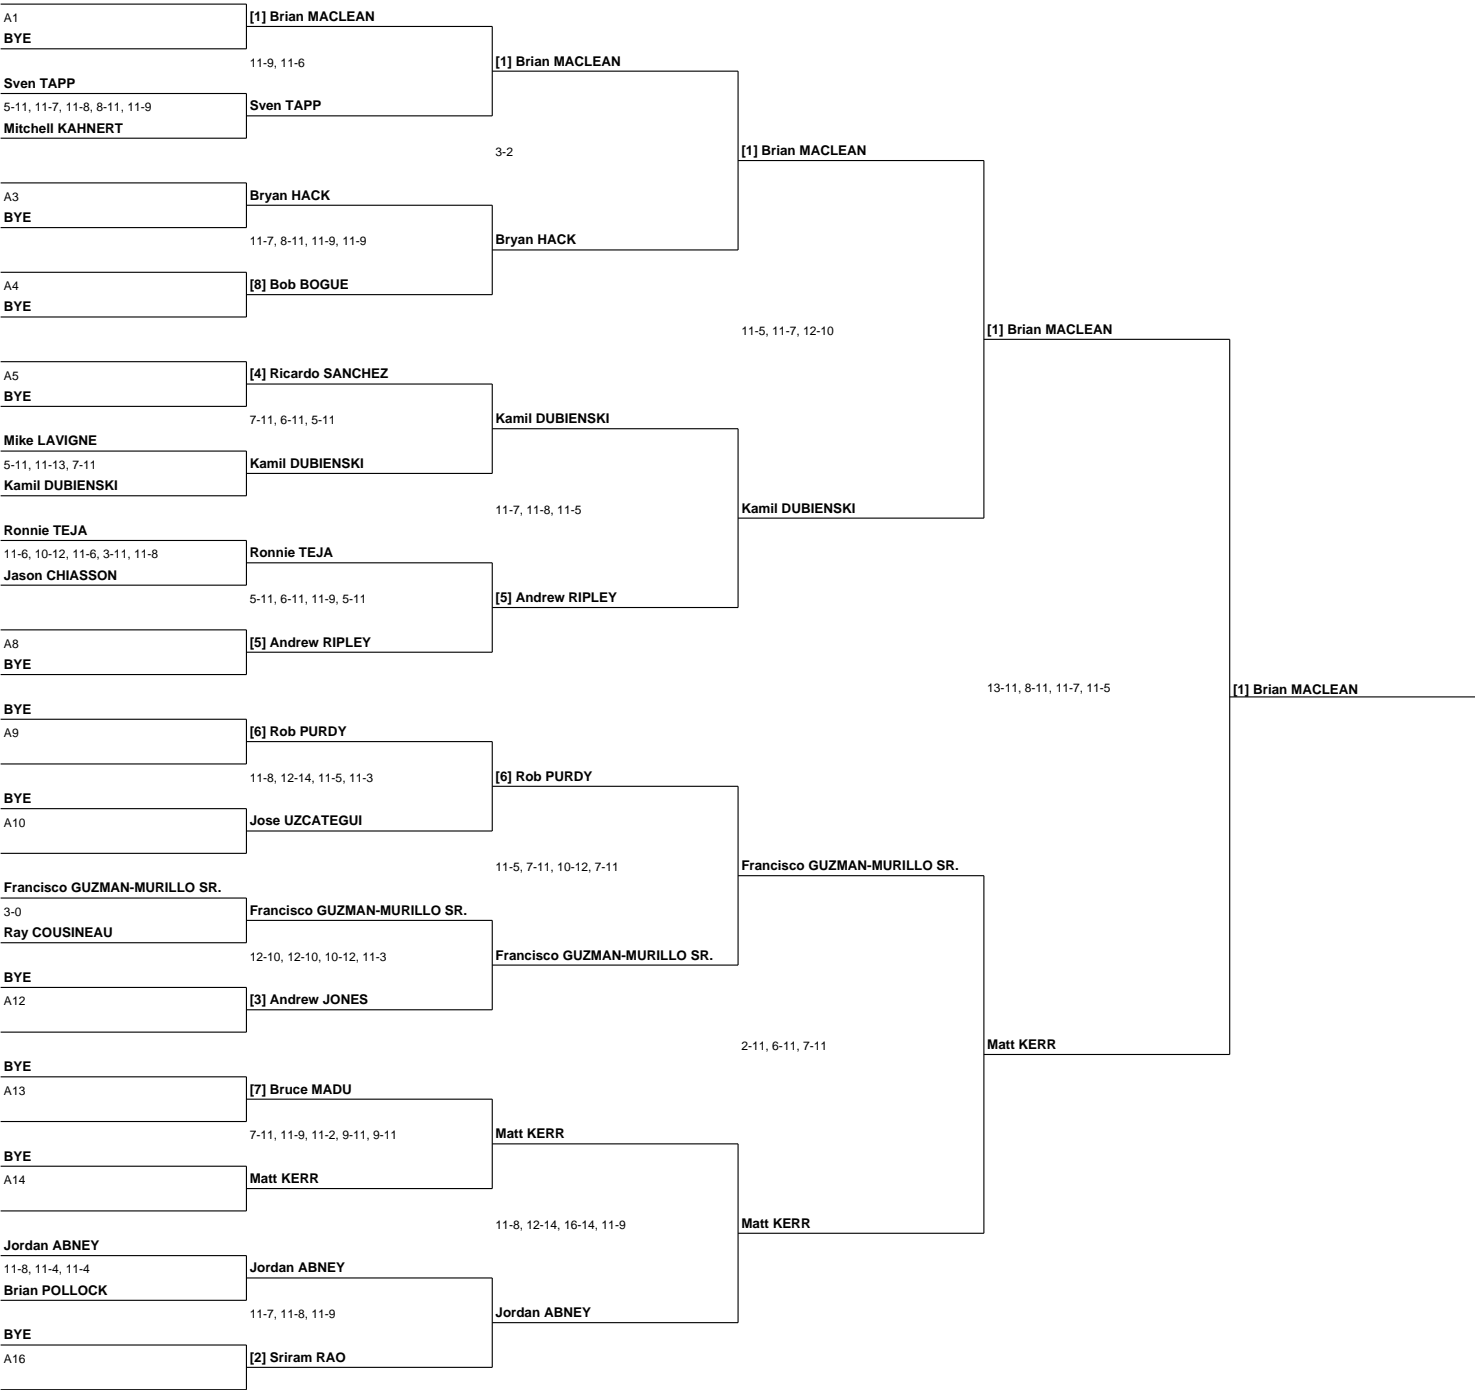 A1
BYE
[1] Brian MACLEAN
11-9, 11-6
[1] Brian MACLEAN
Sven TAPP
5-11, 11-7, 11-8, 8-11, 11-9
Sven TAPP
Mitchell KAHNERT
3-2
[1] Brian MACLEAN
A3
BYE
Bryan HACK
11-7, 8-11, 11-9, 11-9
Bryan HACK
A4
BYE
[8] Bob BOGUE
11-5, 11-7, 12-10
[1] Brian MACLEAN
A5
BYE
[4] Ricardo SANCHEZ
7-11, 6-11, 5-11
Kamil DUBIENSKI
Mike LAVIGNE
5-11, 11-13, 7-11
Kamil DUBIENSKI
Kamil DUBIENSKI
11-7, 11-8, 11-5
Kamil DUBIENSKI
Ronnie TEJA
11-6, 10-12, 11-6, 3-11, 11-8
Ronnie TEJA
Jason CHIASSON
5-11, 6-11, 11-9, 5-11
[5] Andrew RIPLEY
A8
BYE
[5] Andrew RIPLEY
13-11, 8-11, 11-7, 11-5
[1] Brian MACLEAN
BYE
A9
[6] Rob PURDY
11-8, 12-14, 11-5, 11-3
[6] Rob PURDY
BYE
A10
Jose UZCATEGUI
11-5, 7-11, 10-12, 7-11
Francisco GUZMAN-MURILLO SR.
Francisco GUZMAN-MURILLO SR.
3-0
Francisco GUZMAN-MURILLO SR.
Ray COUSINEAU
12-10, 12-10, 10-12, 11-3
Francisco GUZMAN-MURILLO SR.
BYE
A12
[3] Andrew JONES
2-11, 6-11, 7-11
Matt KERR
BYE
A13
[7] Bruce MADU
7-11, 11-9, 11-2, 9-11, 9-11
Matt KERR
BYE
A14
Matt KERR
11-8, 12-14, 16-14, 11-9
Matt KERR
Jordan ABNEY
11-8, 11-4, 11-4
Jordan ABNEY
Brian POLLOCK
11-7, 11-8, 11-9
Jordan ABNEY
BYE
A16
[2] Sriram RAO